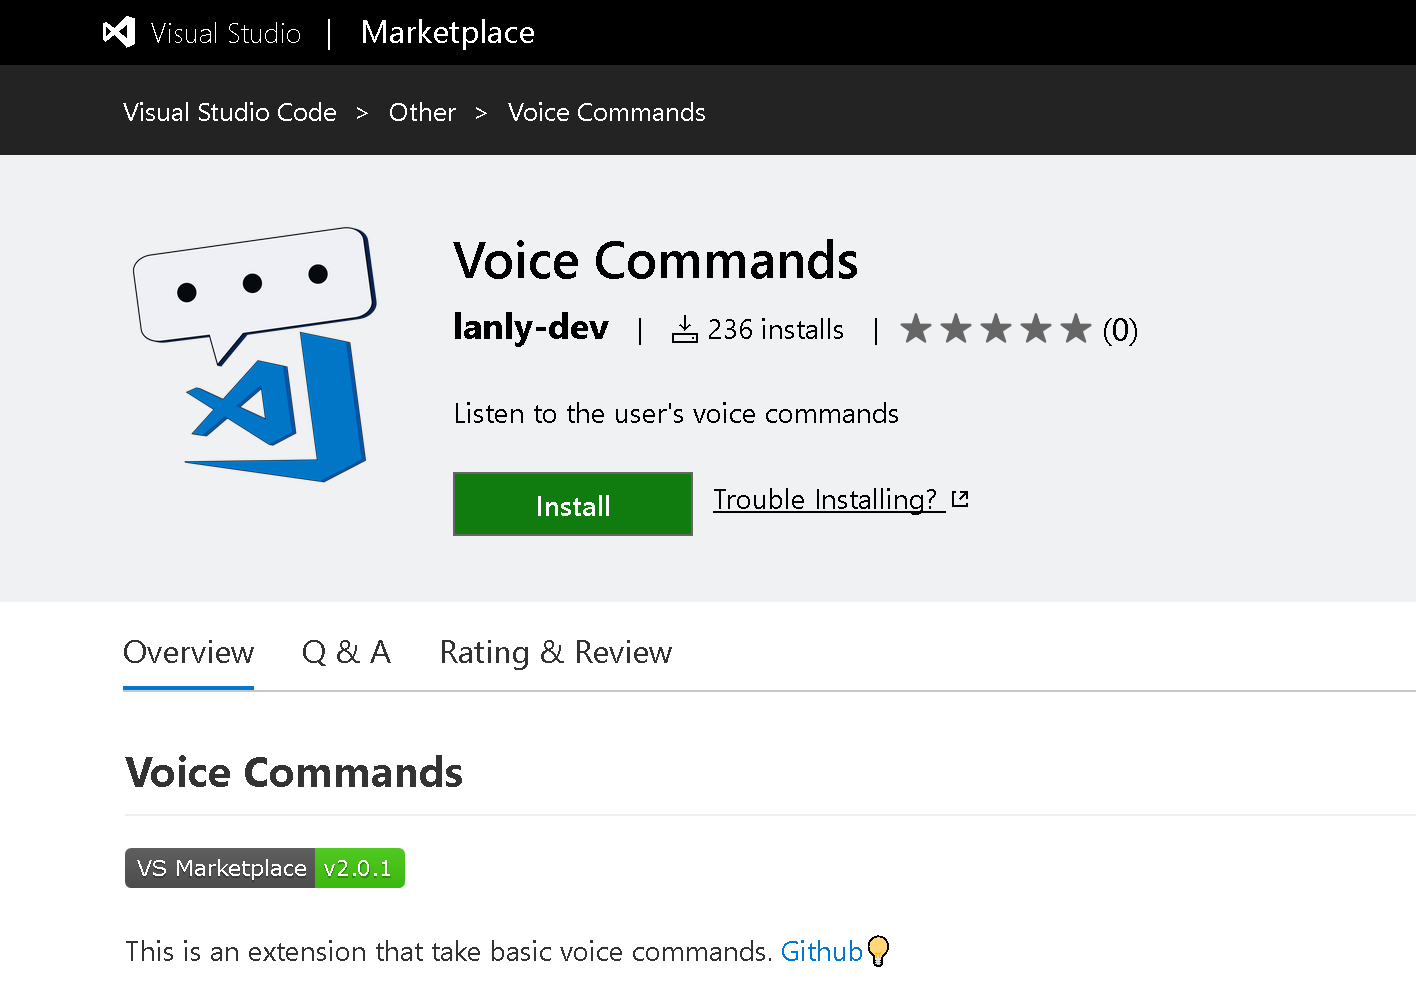 Visual Studio | Marketplace
Visual Studio Code > Other > Voice Commands
Voice Commands
lanly-dev | 236 installs | (0)
Listen to the user's voice commands
Install Trouble Installing?
Overview Q & A Rating & Review
Voice Commands
VS Marketplace v2.0.1
This is an extension that take basic voice commands. Github